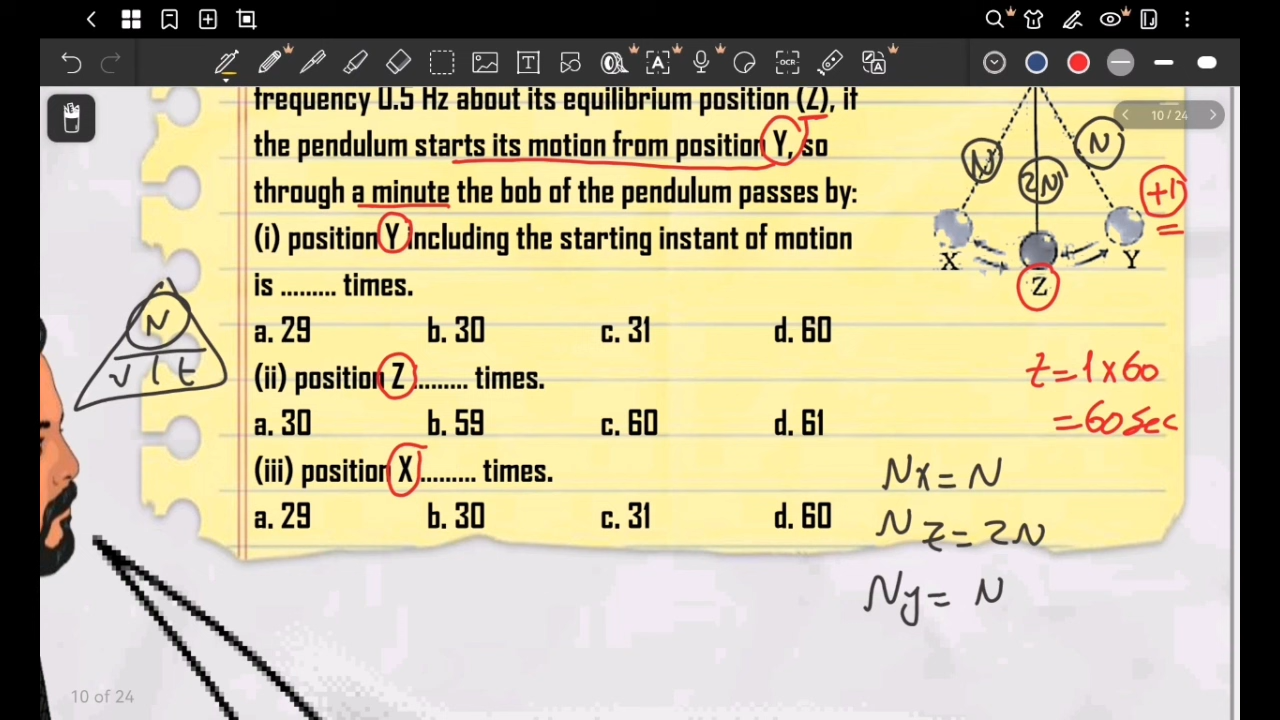 frequency 0.5 Hz about its equilibrium position (Z), if
the pendulum starts its motion from position Y, so
through a minute the bob of the pendulum passes by:
(i) position Y including the starting instant of motion
is ......... times.
a. 29 b. 30 c. 31 d. 60
(ii) position Z ......... times.
a. 30 b. 59 c. 60 d. 61
(iii) position X ......... times.
a. 29 b. 30 c. 31 d. 60
10 / 24
N 2N N
+1
X Z Y
N
ν | t
t = 1 × 60
= 60 sec
Nx = N
Nz = 2N
Ny = N
OCR
10 of 24